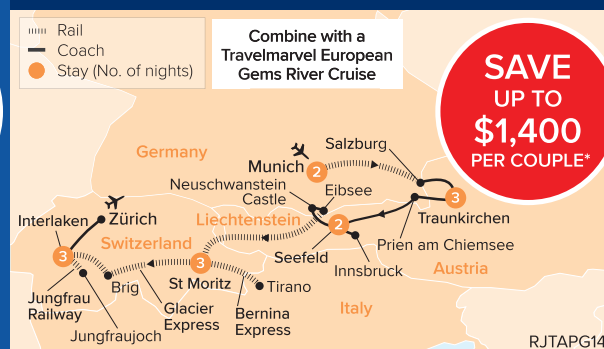 Rail
Coach
Stay (No. of nights)
Combine with a
Travelmarvel European
Gems River Cruise
SAVE
UP TO
$1,400
PER COUPLE*
Germany
Salzburg
Munich
2
Neuschwanstein
Castle
Eibsee
3
Traunkirchen
Interlaken
Zürich
Liechtenstein
2
Prien am Chiemsee
Switzerland
Seefeld
Innsbruck
Austria
3
3
St Moritz
Tirano
Brig
Jungfrau
Railway
Glacier
Express
Bernina
Express
Italy
Jungfraujoch
RJTAPG14